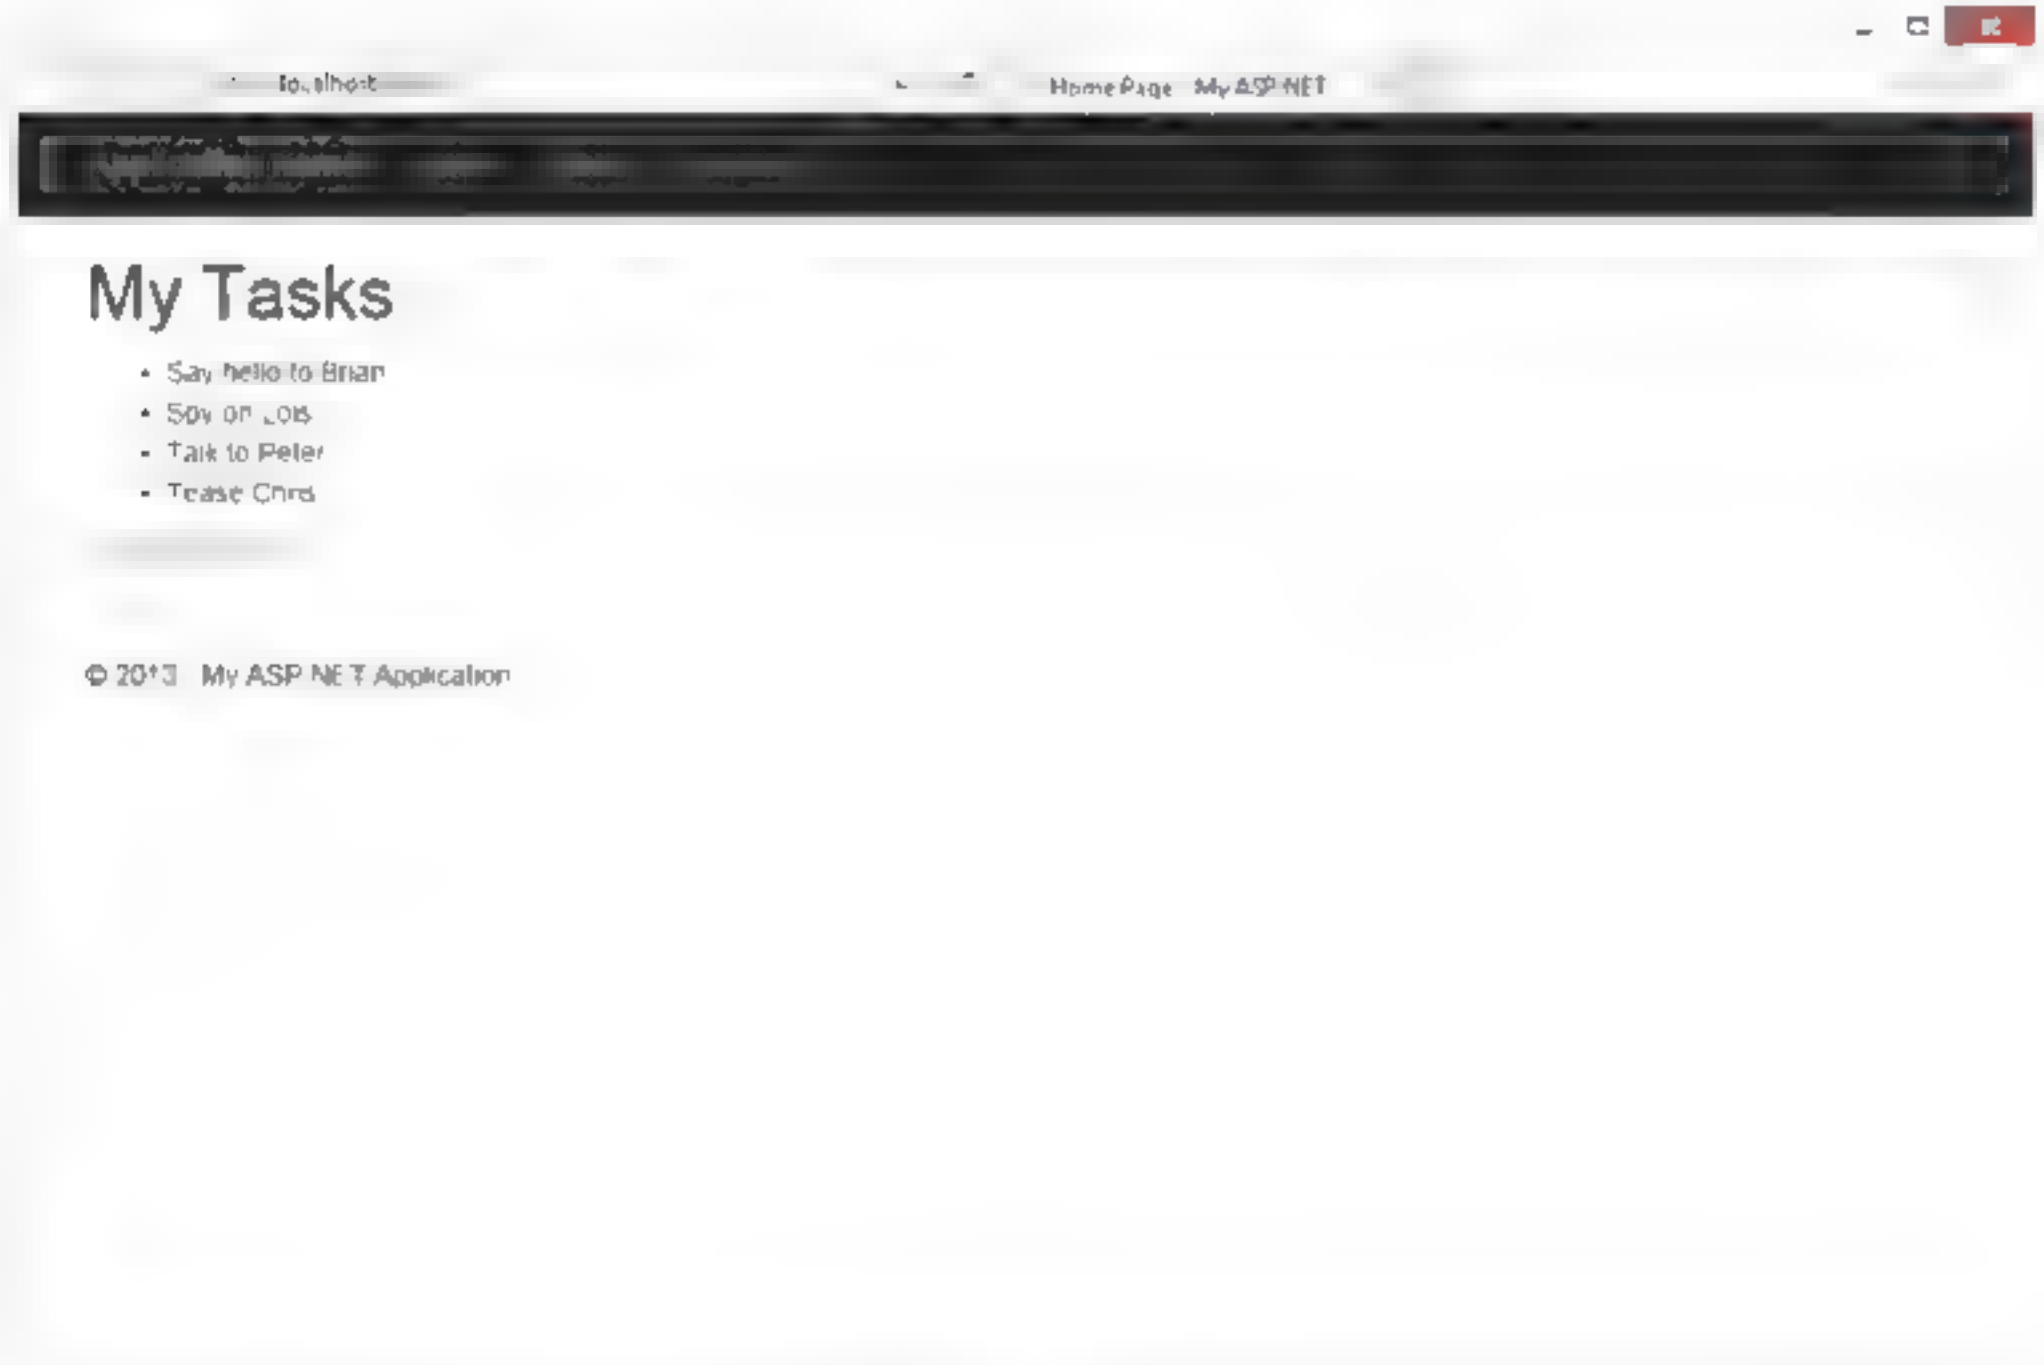 localhost
Home Page - My ASP.NET
My Tasks
• Say hello to Brian
• Spy on Lois
• Talk to Peter
• Tease Chris
© 2013 - My ASP.NET Application